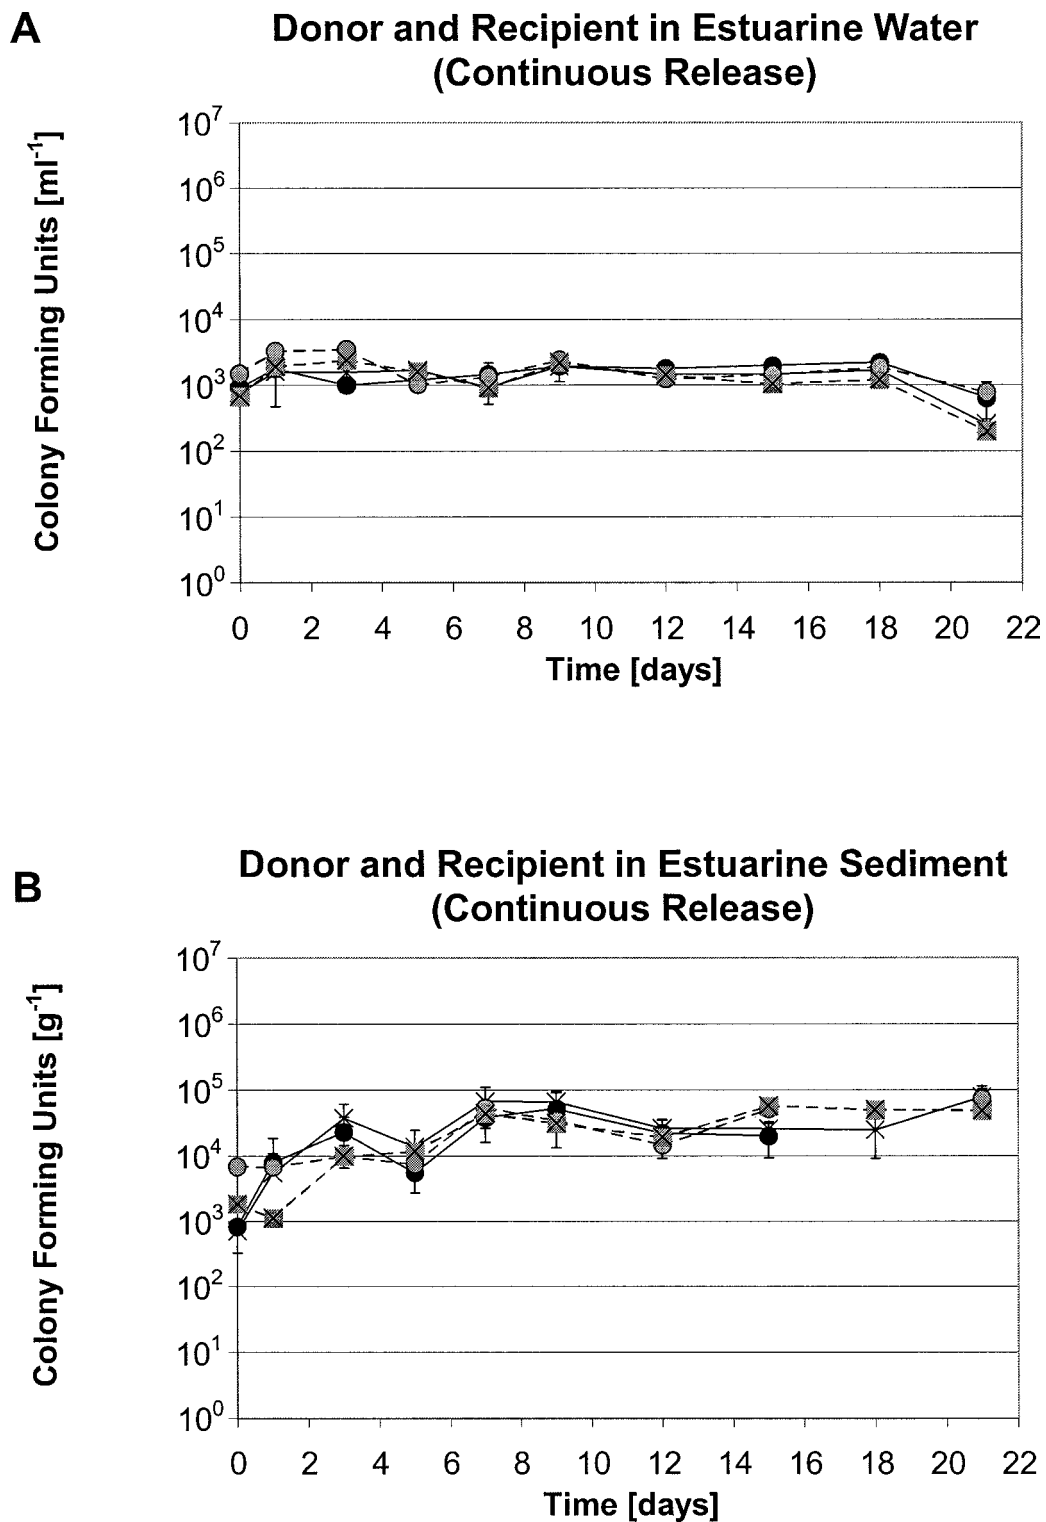 A
Donor and Recipient in Estuarine Water
(Continuous Release)
Colony Forming Units [ml⁻¹]
10⁷
10⁶
10⁵
10⁴
10³
10²
10¹
10⁰
0 2 4 6 8 10 12 14 16 18 20 22
Time [days]
B
Donor and Recipient in Estuarine Sediment
(Continuous Release)
Colony Forming Units [g⁻¹]
10⁷
10⁶
10⁵
10⁴
10³
10²
10¹
10⁰
0 2 4 6 8 10 12 14 16 18 20 22
Time [days]